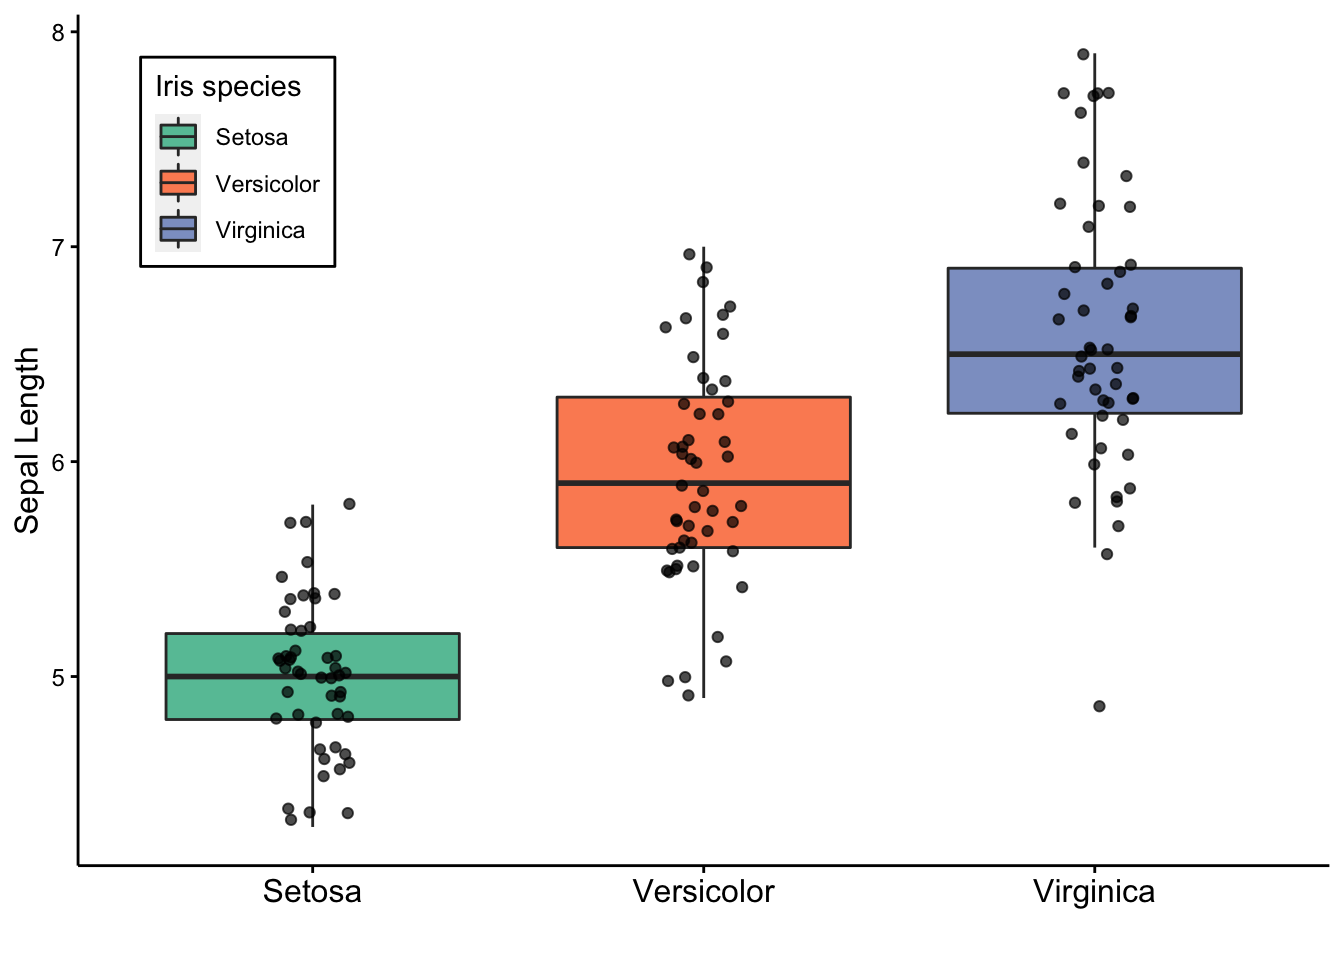 8
Iris species
Setosa
Versicolor
Virginica
7
Sepal Length
6
5
Setosa
Versicolor
Virginica